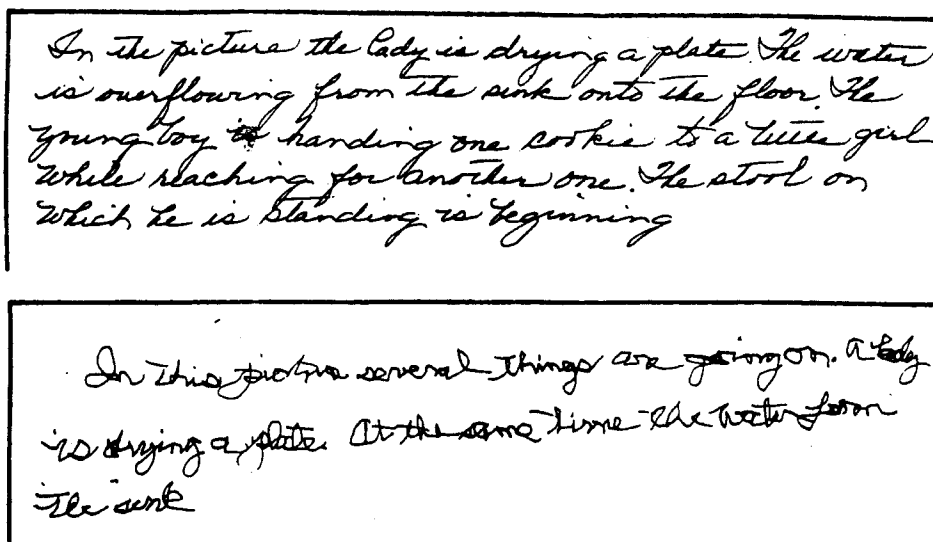 In the picture the lady is drying a plate. The water
is overflowing from the sink onto the floor. The
young boy is handing one cookie to a little girl
while reaching for another one. The stool on
which he is standing is beginning
In this picture several things are going on. A lady
is drying a plate. At the same time the water form
the sink